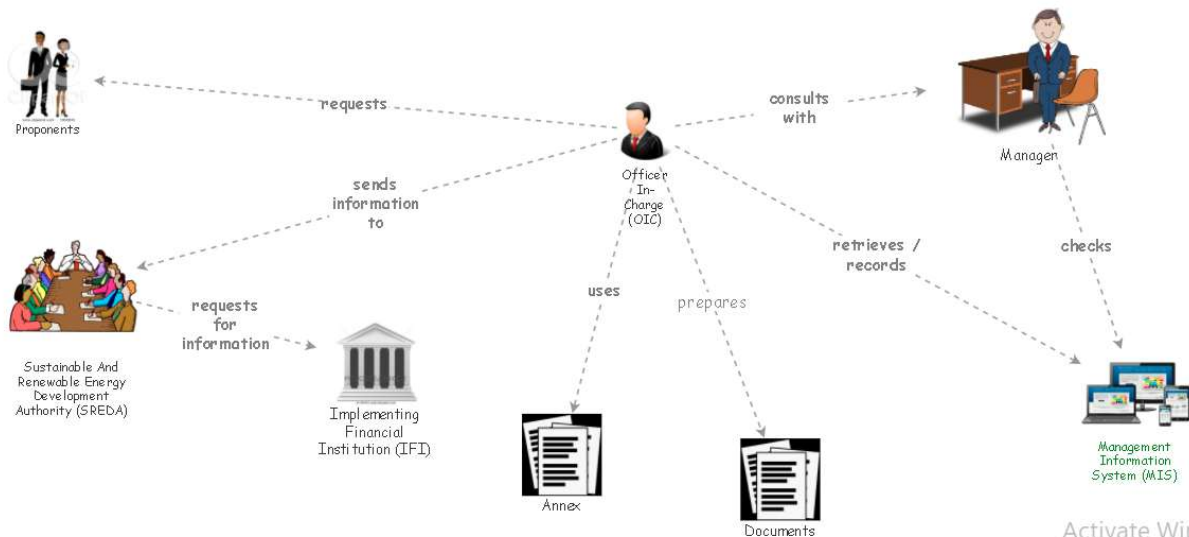 Proponents
requests
consults
with
Manager
Officer
In-
Charge
(OIC)
sends
information
to
retrieves /
records
checks
uses
prepares
requests
for
information
Sustainable And
Renewable Energy
Development
Authority (SREDA)
Implementing
Financial
Institution (IFI)
Annex
Documents
Management
Information
System (MIS)
Activate Win